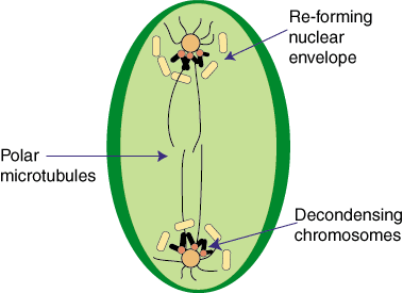 Re-forming
nuclear
envelope
Polar
microtubules
Decondensing
chromosomes